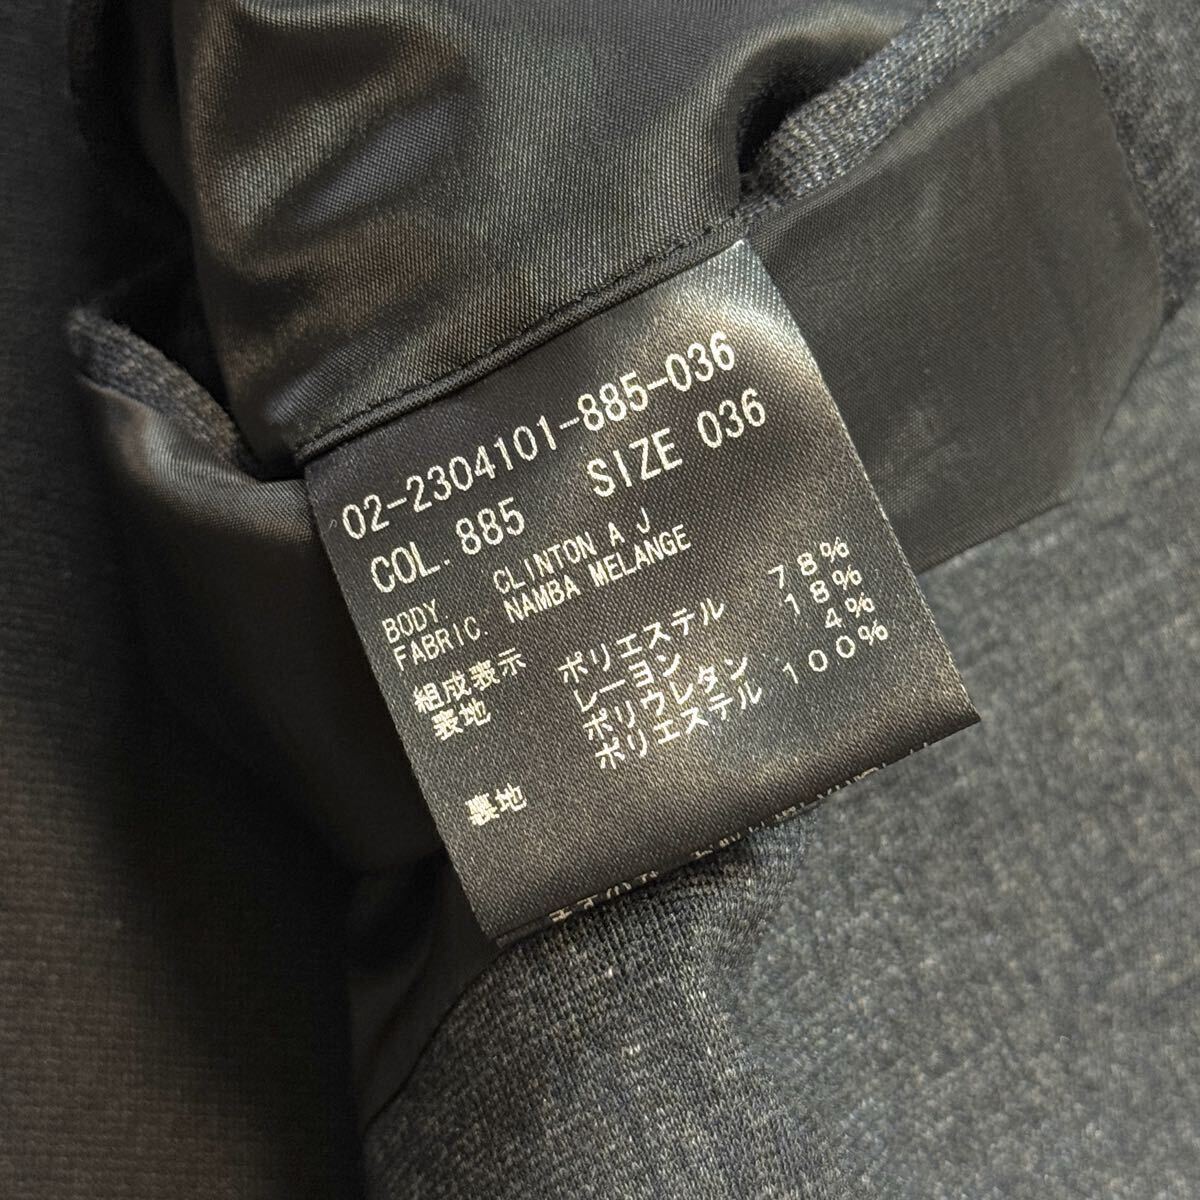 02-2304101-885-036
COL. 885 SIZE 036
BODY CLINTON A J
FABRIC. NAMBA MELANGE
組成表示
表地 ポリエステル 78%
レーヨン 18%
ポリウレタン 4%
裏地 ポリエステル 100%